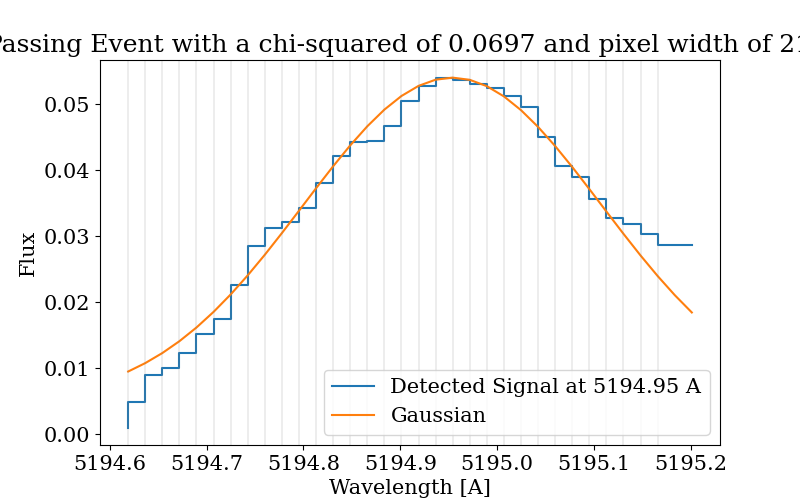 Passing Event with a chi-squared of 0.0697 and pixel width of 21
Flux
0.05
0.04
0.03
0.02
0.01
0.00
Detected Signal at 5194.95 A
Gaussian
5194.6 5194.7 5194.8 5194.9 5195.0 5195.1 5195.2
Wavelength [A]